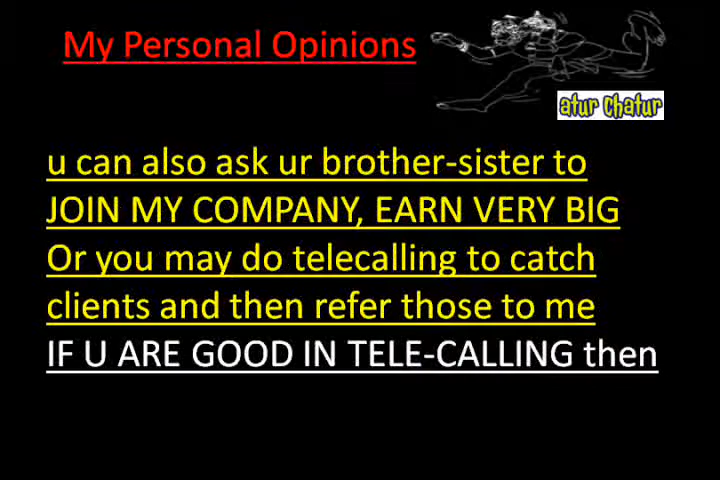 My Personal Opinions
atur chatur
u can also ask ur brother-sister to
JOIN MY COMPANY, EARN VERY BIG
Or you may do telecalling to catch
clients and then refer those to me
IF U ARE GOOD IN TELE-CALLING then